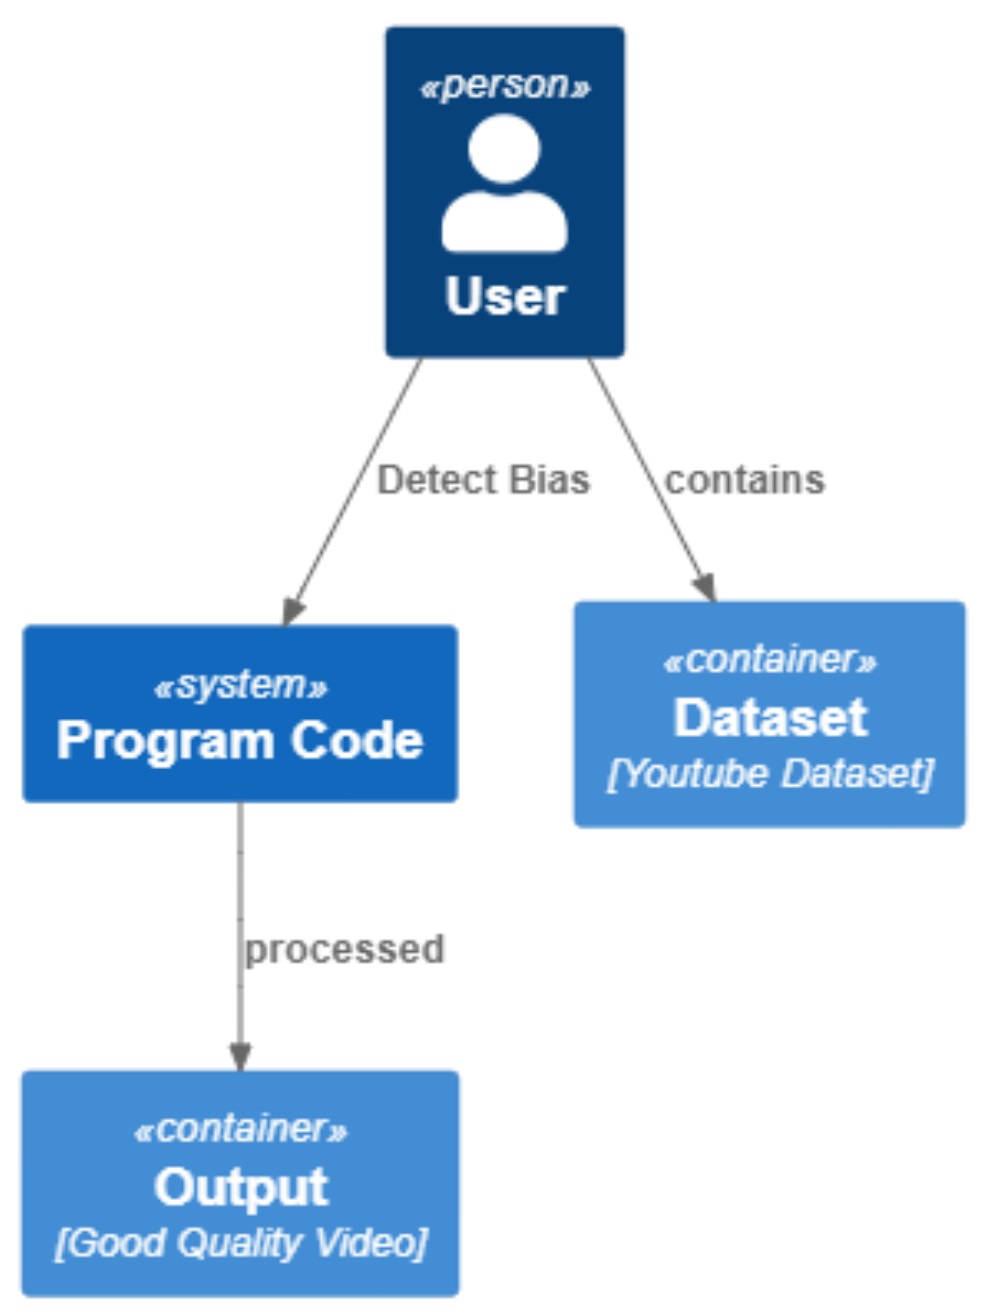 «person»
User
Detect Bias
contains
«system»
Program Code
«container»
Dataset
[Youtube Dataset]
processed
«container»
Output
[Good Quality Video]